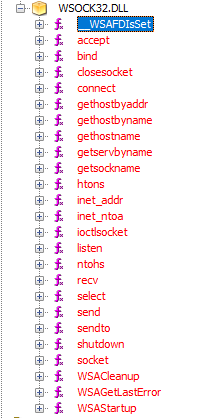 WSOCK32.DLL
__WSAFDIsSet
accept
bind
closesocket
connect
gethostbyaddr
gethostbyname
gethostname
getservbyname
getsockname
htons
inet_addr
inet_ntoa
ioctlsocket
listen
ntohs
recv
select
send
sendto
shutdown
socket
WSACleanup
WSAGetLastError
WSAStartup